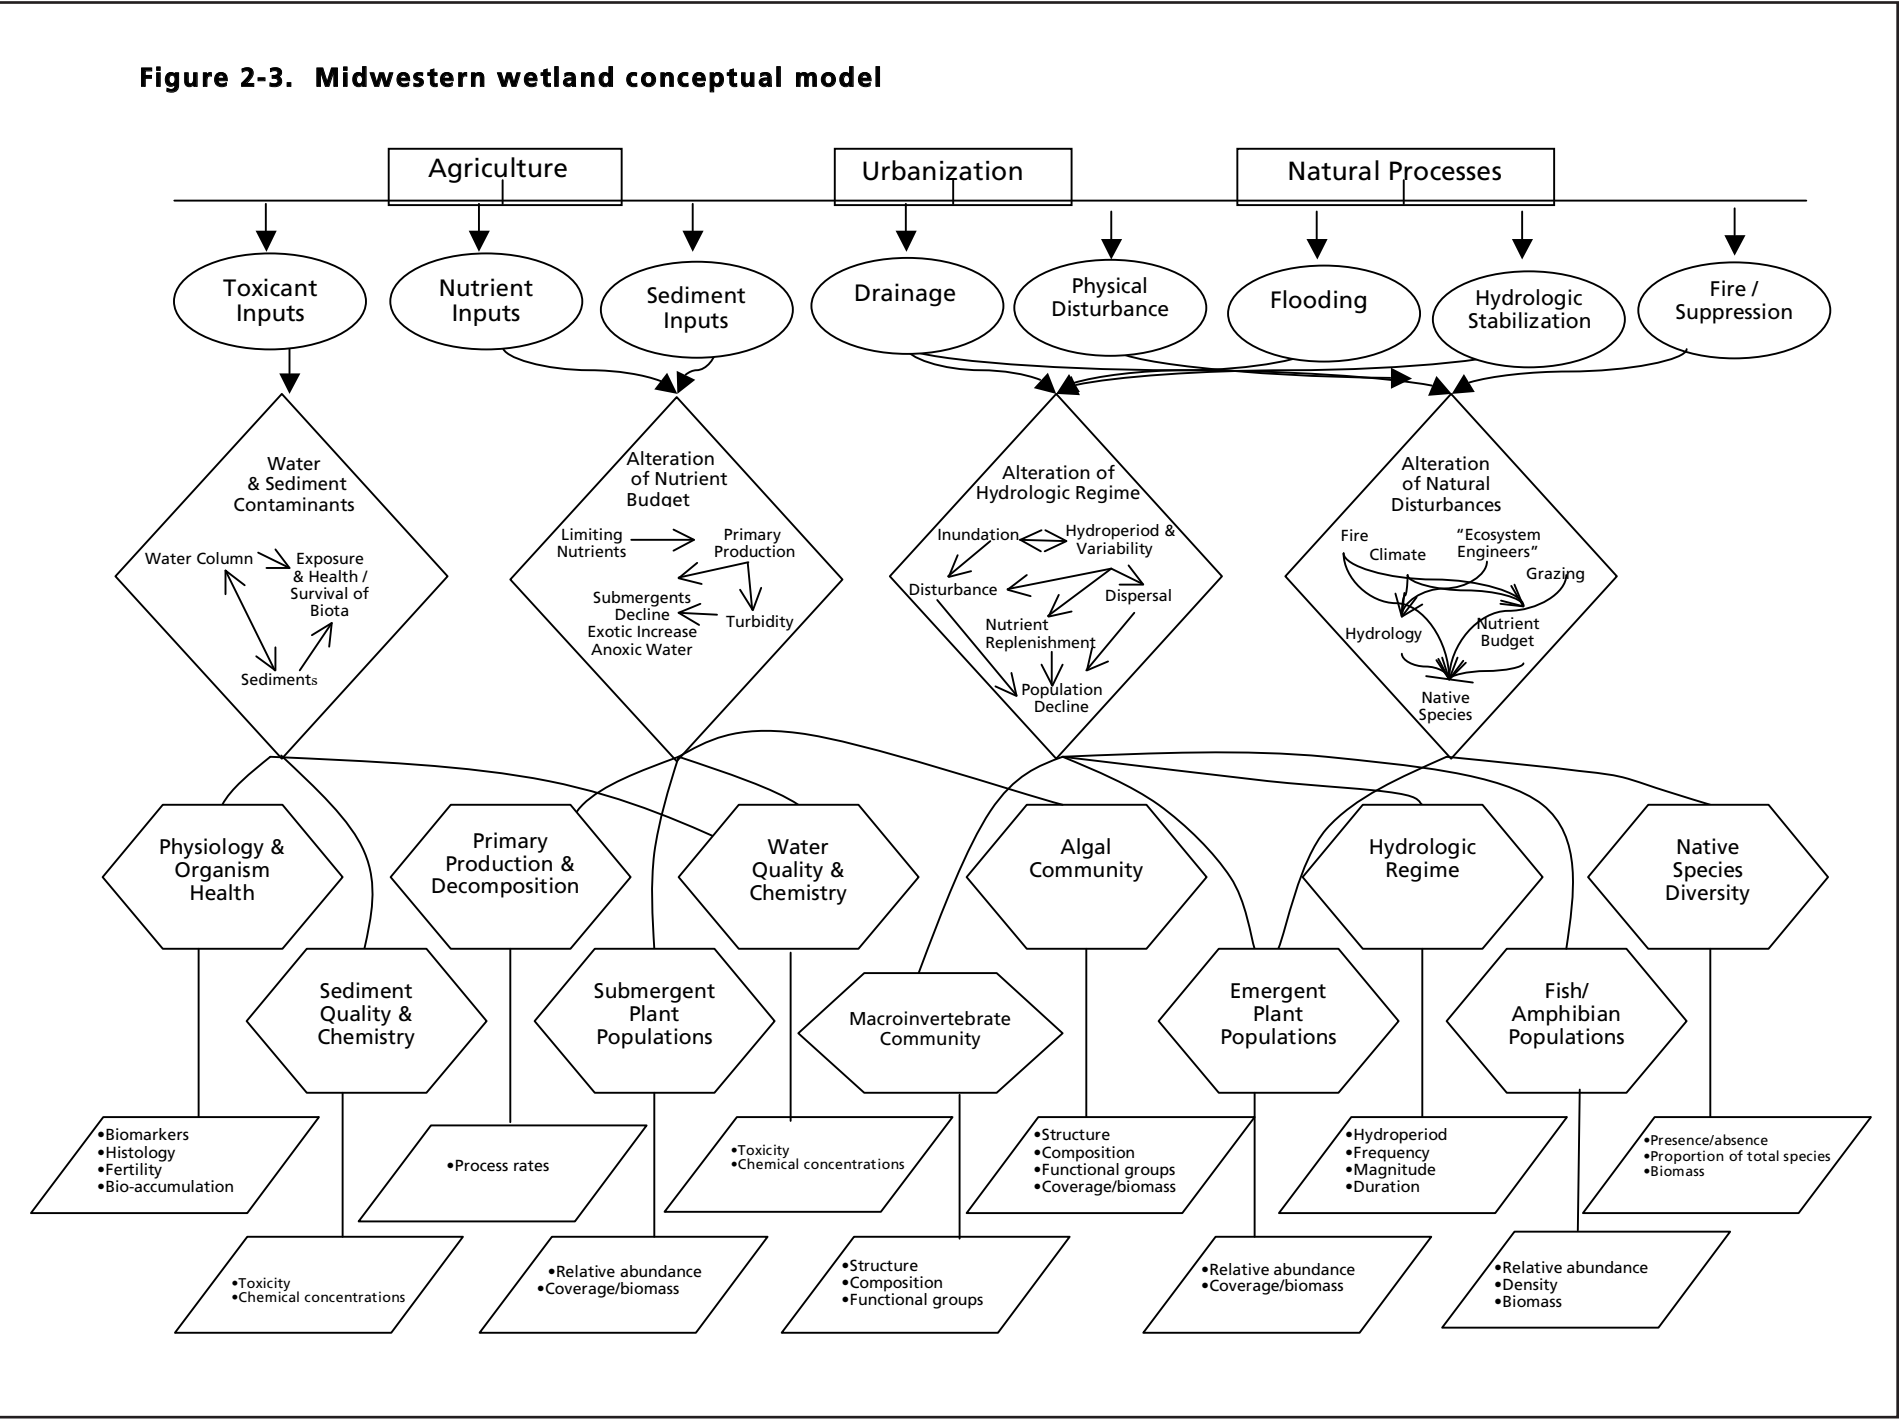 Figure 2-3. Midwestern wetland conceptual model
Agriculture
Urbanization
Natural Processes
Toxicant
Inputs
Nutrient
Inputs
Sediment
Inputs
Drainage
Physical
Disturbance
Flooding
Hydrologic
Stabilization
Fire /
Suppression
Water
& Sediment
Contaminants
Water Column
Exposure
& Health /
Survival of
Biota
Sediments
Alteration
of Nutrient
Budget
Limiting
Nutrients
Primary
Production
Submergents
Decline
Exotic Increase
Anoxic Water
Turbidity
Alteration of
Hydrologic Regime
Inundation
Hydroperiod &
Variability
Disturbance
Dispersal
Nutrient
Replenishment
Population
Decline
Alteration
of Natural
Disturbances
Fire
Climate
“Ecosystem
Engineers”
Grazing
Hydrology
Nutrient
Budget
Native
Species
Physiology &
Organism
Health
Primary
Production &
Decomposition
Water
Quality &
Chemistry
Algal
Community
Hydrologic
Regime
Native
Species
Diversity
Sediment
Quality &
Chemistry
Submergent
Plant
Populations
Macroinvertebrate
Community
Emergent
Plant
Populations
Fish/
Amphibian
Populations
•Biomarkers
•Histology
•Fertility
•Bio-accumulation
•Process rates
•Toxicity
•Chemical concentrations
•Structure
•Composition
•Functional groups
•Coverage/biomass
•Hydroperiod
•Frequency
•Magnitude
•Duration
•Presence/absence
•Proportion of total species
•Biomass
•Toxicity
•Chemical concentrations
•Relative abundance
•Coverage/biomass
•Structure
•Composition
•Functional groups
•Relative abundance
•Coverage/biomass
•Relative abundance
•Density
•Biomass